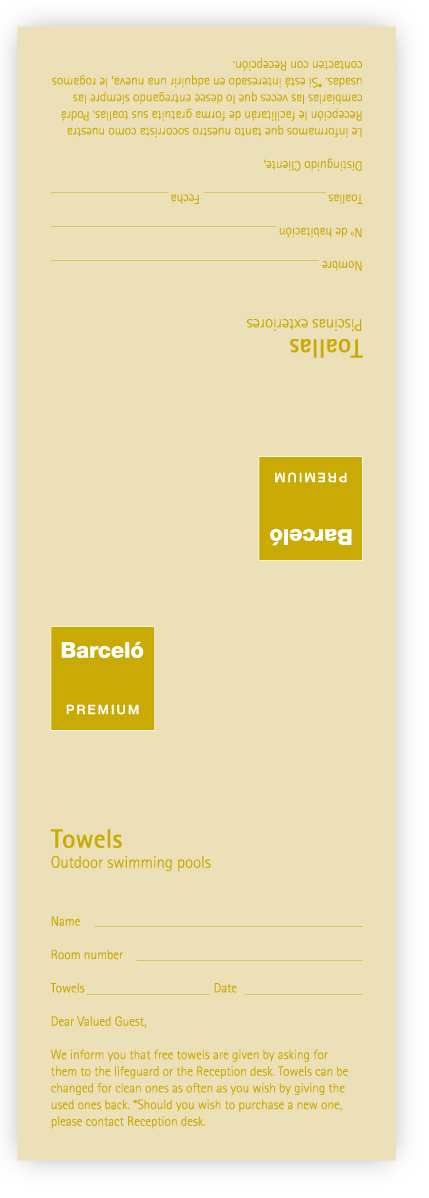 Toallas
Piscinas exteriores
Nombre
Nº de habitación
Toallas Fecha
Distinguido Cliente,
Le informamos que tanto nuestro socorrista como nuestra
Recepción le facilitarán de forma gratuita sus toallas. Podrá
cambiarlas las veces que lo desee entregando siempre las
usadas. *Si está interesado en adquirir una nueva, le rogamos
contacten con Recepción.
Barceló
PREMIUM
Barceló
PREMIUM
Towels
Outdoor swimming pools
Name
Room number
Towels Date
Dear Valued Guest,
We inform you that free towels are given by asking for
them to the lifeguard or the Reception desk. Towels can be
changed for clean ones as often as you wish by giving the
used ones back. *Should you wish to purchase a new one,
please contact Reception desk.